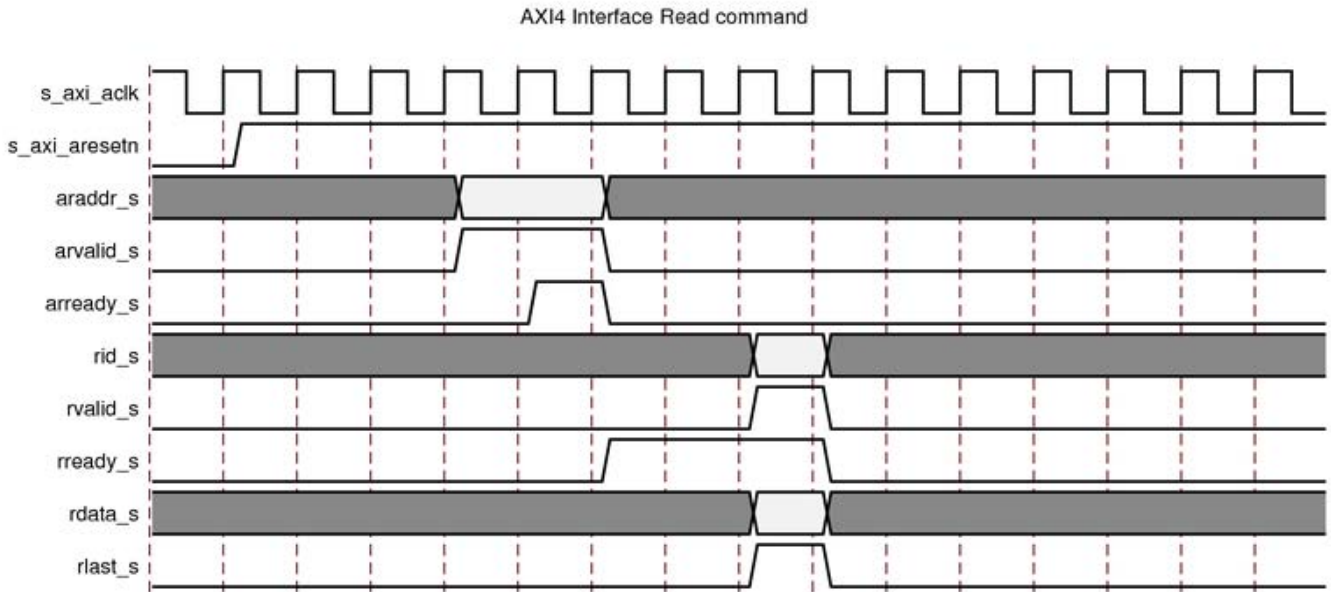 AXI4 Interface Read command
s_axi_aclk
s_axi_aresetn
araddr_s
arvalid_s
arready_s
rid_s
rvalid_s
rready_s
rdata_s
rlast_s